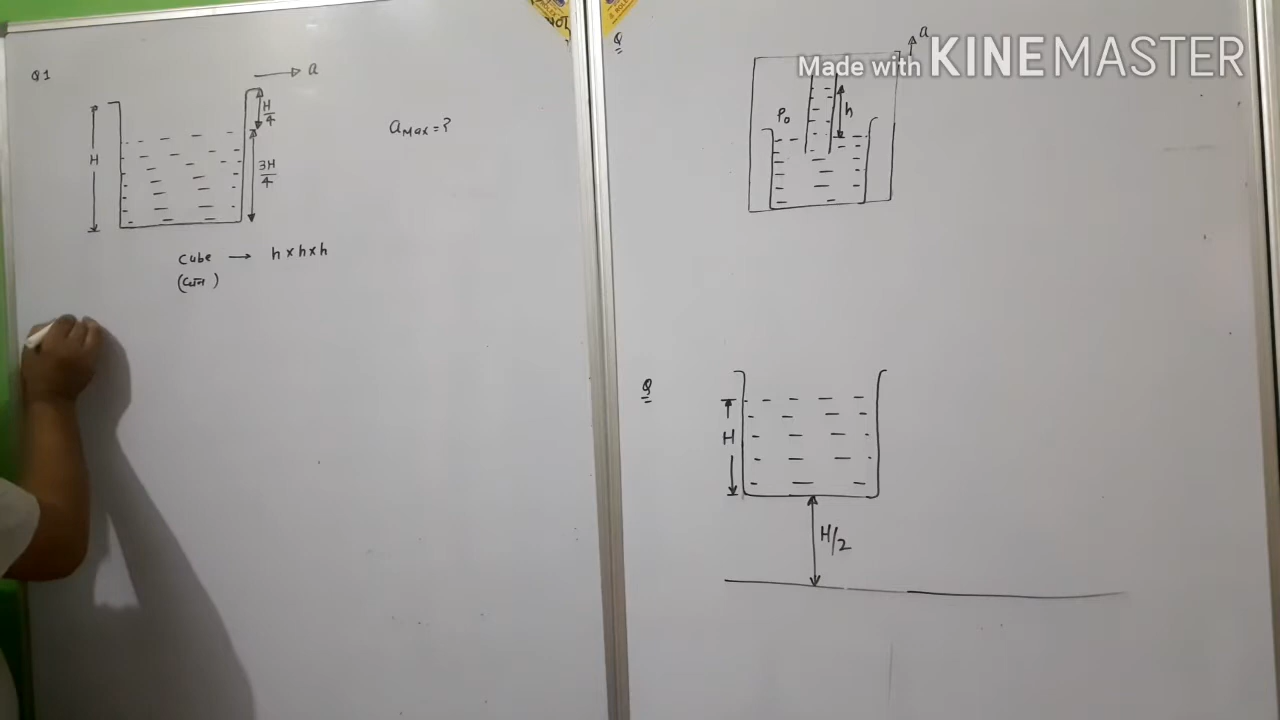 Q1
a
H/4
H
3H/4
aMax = ?
Cube → h×h×h
Q
a
Made with KINEMASTER
P₀
h
Q
H
H/2